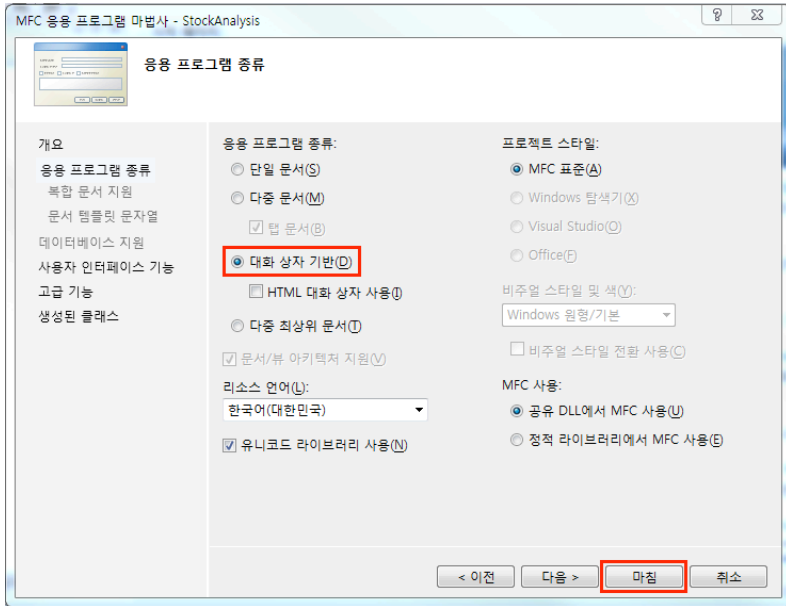 MFC 응용 프로그램 마법사 - StockAnalysis
응용 프로그램 종류
개요
응용 프로그램 종류
복합 문서 지원
문서 템플릿 문자열
데이터베이스 지원
사용자 인터페이스 기능
고급 기능
생성된 클래스
응용 프로그램 종류:
단일 문서(S)
다중 문서(M)
탭 문서(B)
대화 상자 기반(D)
HTML 대화 상자 사용(I)
다중 최상위 문서(T)
문서/뷰 아키텍처 지원(V)
리소스 언어(L):
한국어(대한민국)
유니코드 라이브러리 사용(N)
프로젝트 스타일:
MFC 표준(A)
Windows 탐색기(X)
Visual Studio(O)
Office(F)
비주얼 스타일 및 색(Y):
Windows 원형/기본
비주얼 스타일 전환 사용(C)
MFC 사용:
공유 DLL에서 MFC 사용(U)
정적 라이브러리에서 MFC 사용(E)
< 이전 다음 > 마침 취소